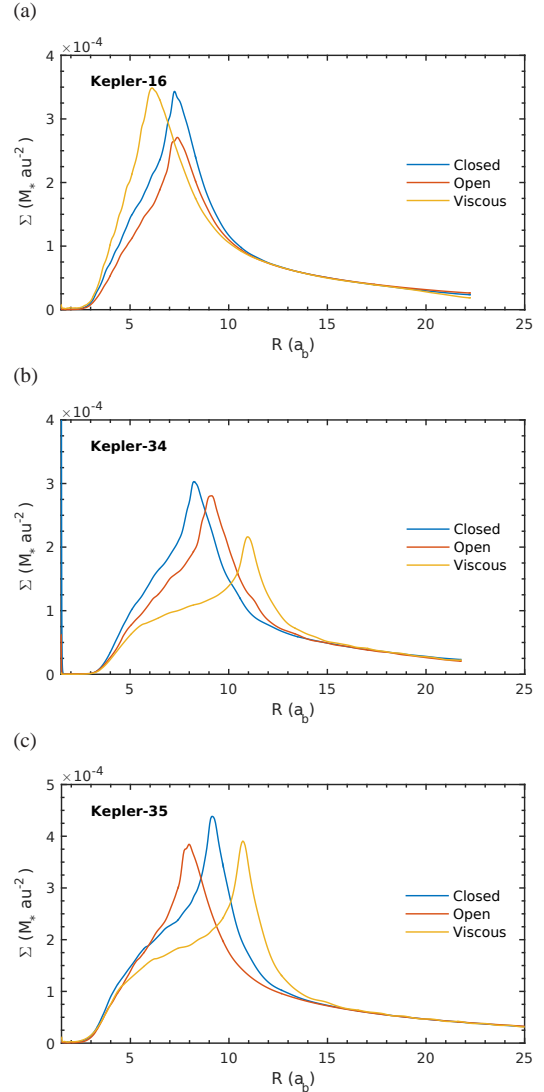 (a)
×10⁻⁴
Kepler-16
Closed
Open
Viscous
Σ (M* au⁻²)
4
3
2
1
0
5 10 15 20 25
R (a_b)
(b)
×10⁻⁴
Kepler-34
Closed
Open
Viscous
Σ (M* au⁻²)
4
3
2
1
0
5 10 15 20 25
R (a_b)
(c)
×10⁻⁴
Kepler-35
Closed
Open
Viscous
Σ (M* au⁻²)
5
4
3
2
1
0
5 10 15 20 25
R (a_b)